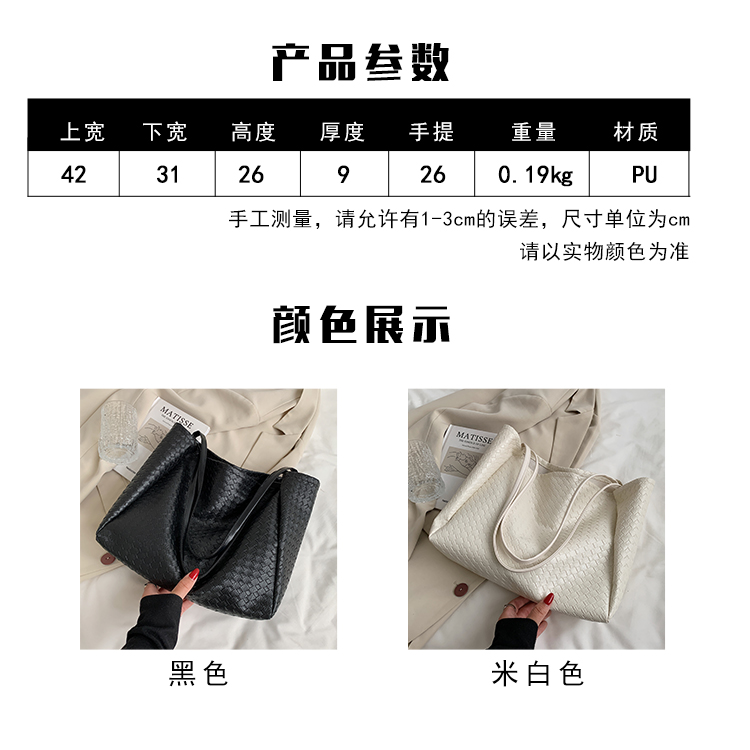 产品参数
上宽 下宽 高度 厚度 手提 重量 材质
42 31 26 9 26 0.19kg PU
手工测量，请允许有1-3cm的误差，尺寸单位为cm
请以实物颜色为准
颜色展示
MATISSE
MATISSE
黑色 米白色